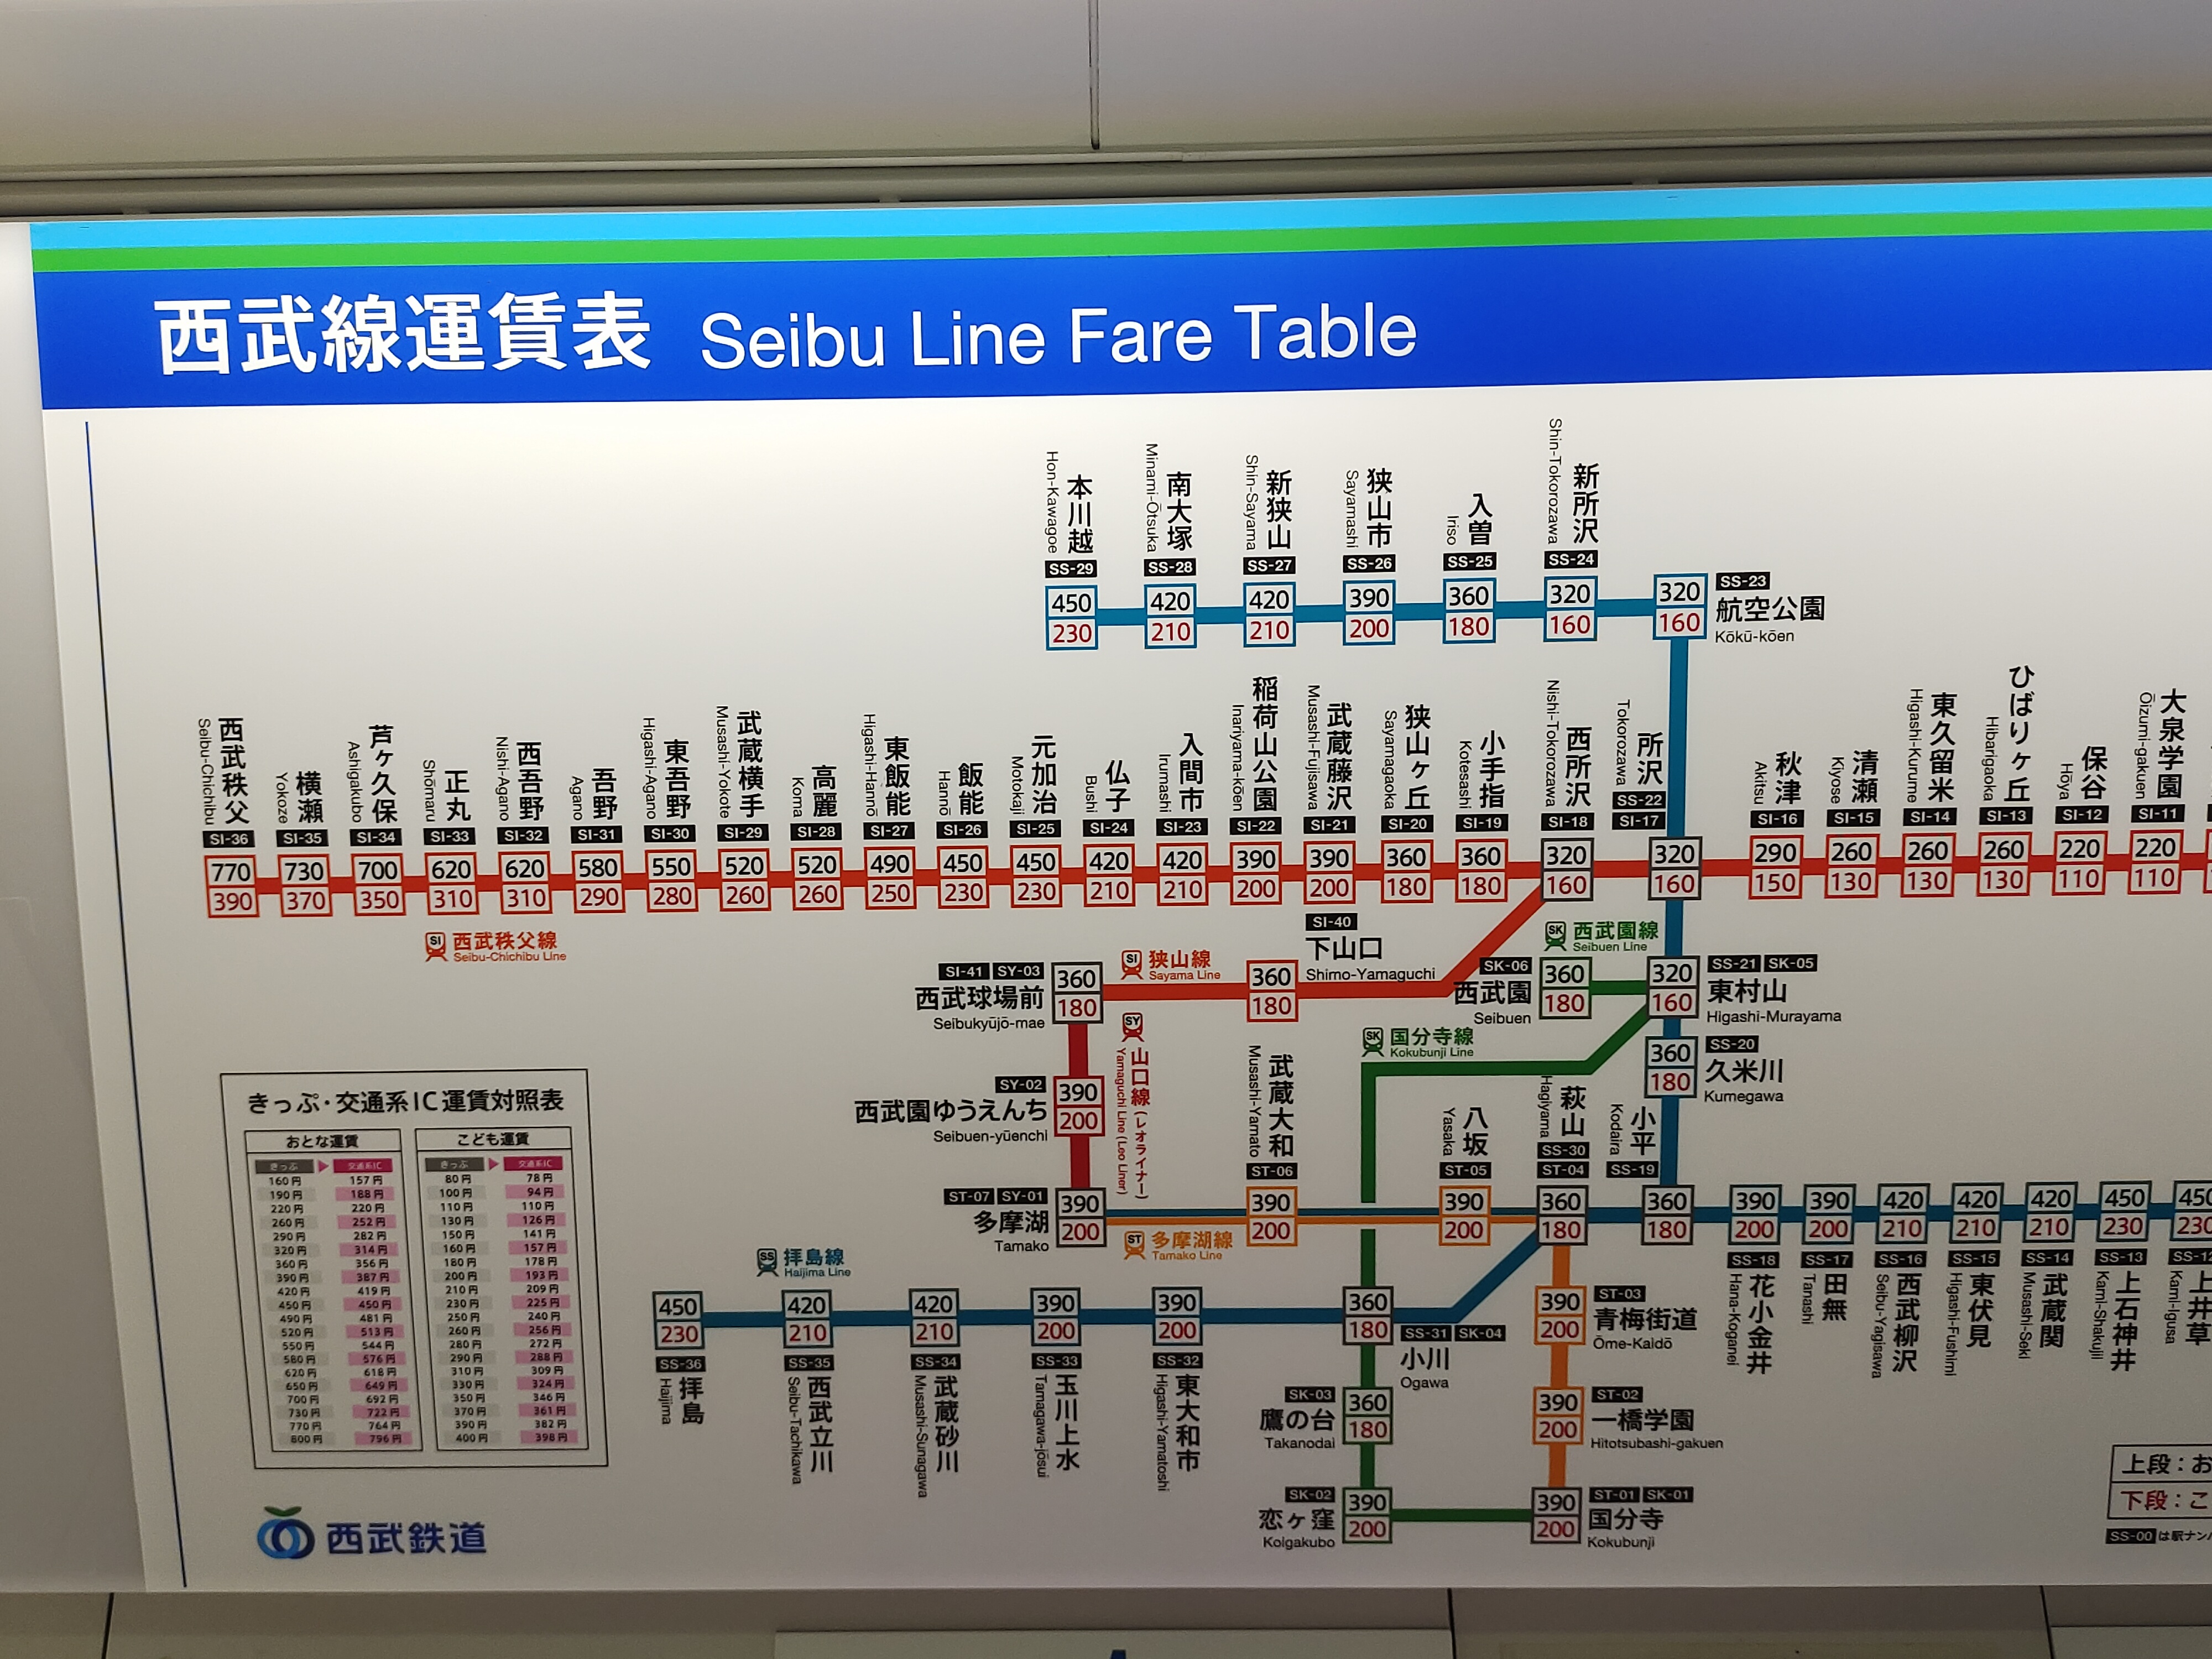 西武線運賃表 Seibu Line Fare Table
本川越 Hon-Kawagoe SS-29 450 230
南大塚 Minami-Ōtsuka SS-28 420 210
新狭山 Shin-Sayama SS-27 420 210
狭山市 Sayamashi SS-26 390 200
入曽 Iriso SS-25 360 180
新所沢 Shin-Tokorozawa SS-24 320 160
SS-23 航空公園 Kōkū-kōen 320 160
西武秩父 Seibu-Chichibu SI-36 770 390
横瀬 Yokoze SI-35 730 370
芦ヶ久保 Ashigakubo SI-34 700 350
正丸 Shōmaru SI-33 620 310
西吾野 Nishi-Agano SI-32 620 310
吾野 Agano SI-31 580 290
東吾野 Higashi-Agano SI-30 550 280
武蔵横手 Musashi-Yokote SI-29 520 260
高麗 Koma SI-28 520 260
東飯能 Higashi-Hannō SI-27 490 250
飯能 Hannō SI-26 450 230
元加治 Motokaji SI-25 450 230
仏子 Bushi SI-24 420 210
入間市 Irumashi SI-23 420 210
稲荷山公園 Inariyama-kōen SI-22 390 200
武蔵藤沢 Musashi-Fujisawa SI-21 390 200
狭山ヶ丘 Sayamagaoka SI-20 360 180
小手指 Kotesashi SI-19 360 180
西所沢 Nishi-Tokorozawa SI-18 320 160
所沢 Tokorozawa SS-22 SI-17 320 160
秋津 Akitsu SI-16 290 150
清瀬 Kiyose SI-15 260 130
東久留米 Higashi-Kurume SI-14 260 130
ひばりヶ丘 Hibarigaoka SI-13 260 130
保谷 Hōya SI-12 220 110
大泉学園 Ōizumi-gakuen SI-11 220 110
SI 西武秩父線
Seibu-Chichibu Line
SI 狭山線
Sayama Line
SI-40 下山口 Shimo-Yamaguchi 360 180
SI-41 SY-03 西武球場前 Seibukyūjō-mae 360 180
SK 西武園線
Seibuen Line
SK-06 西武園 Seibuen 360 180
SS-21 SK-05 東村山 Higashi-Murayama 320 160
SK 国分寺線
Kokubunji Line
SS-20 久米川 Kumegawa 360 180
SY 山口線(レオライナー)
Yamaguchi Line (Leo Liner)
SY-02 西武園ゆうえんち Seibuen-yūenchi 390 200
ST-07 SY-01 多摩湖 Tamako 390 200
武蔵大和 Musashi-Yamato ST-06 390 200
八坂 Yasaka ST-05 390 200
萩山 Hagiyama SS-30 ST-04 360 180
小平 Kodaira SS-19 360 180
390 200 SS-18 花小金井 Hana-Koganei
390 200 SS-17 田無 Tanashi
420 210 SS-16 西武柳沢 Seibu-Yagisawa
420 210 SS-15 東伏見 Higashi-Fushimi
420 210 SS-14 武蔵関 Musashi-Seki
450 230 SS-13 上石神井 Kami-Shakujii
450 230 SS-12 上井草 Kami-Igusa
ST 多摩湖線
Tamako Line
SS 拝島線
Haijima Line
450 230 SS-36 拝島 Haijima
420 210 SS-35 西武立川 Seibu-Tachikawa
420 210 SS-34 武蔵砂川 Musashi-Sunagawa
390 200 SS-33 玉川上水 Tamagawa-jōsui
390 200 SS-32 東大和市 Higashi-Yamatoshi
360 180 SS-31 SK-04 小川 Ogawa
390 200 ST-03 青梅街道 Ōme-Kaidō
SK-03 鷹の台 Takanodai 360 180
390 200 ST-02 一橋学園 Hitotsubashi-gakuen
SK-02 恋ヶ窪 Koigakubo 390 200
390 200 ST-01 SK-01 国分寺 Kokubunji
きっぷ・交通系IC運賃対照表
おとな運賃 こども運賃
きっぷ 交通系IC きっぷ 交通系IC
160円 157円 80円 78円
190円 188円 100円 94円
220円 220円 110円 110円
260円 252円 130円 126円
290円 282円 150円 141円
320円 314円 160円 157円
360円 356円 180円 178円
390円 387円 200円 193円
420円 419円 210円 209円
450円 450円 230円 225円
490円 481円 250円 240円
520円 513円 260円 256円
550円 544円 280円 272円
580円 576円 290円 288円
620円 618円 310円 309円
650円 649円 330円 324円
700円 692円 350円 346円
730円 722円 370円 361円
770円 764円 390円 382円
800円 796円 400円 398円
西武鉄道
上段:お
下段:こ
SS-00 は駅ナン